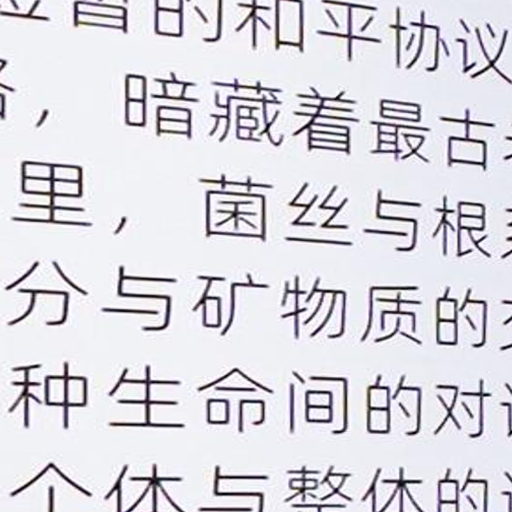 的和平协议
，暗藏着最古
里，菌丝与根
分与矿物质的
种生命间的对
个体与整体的